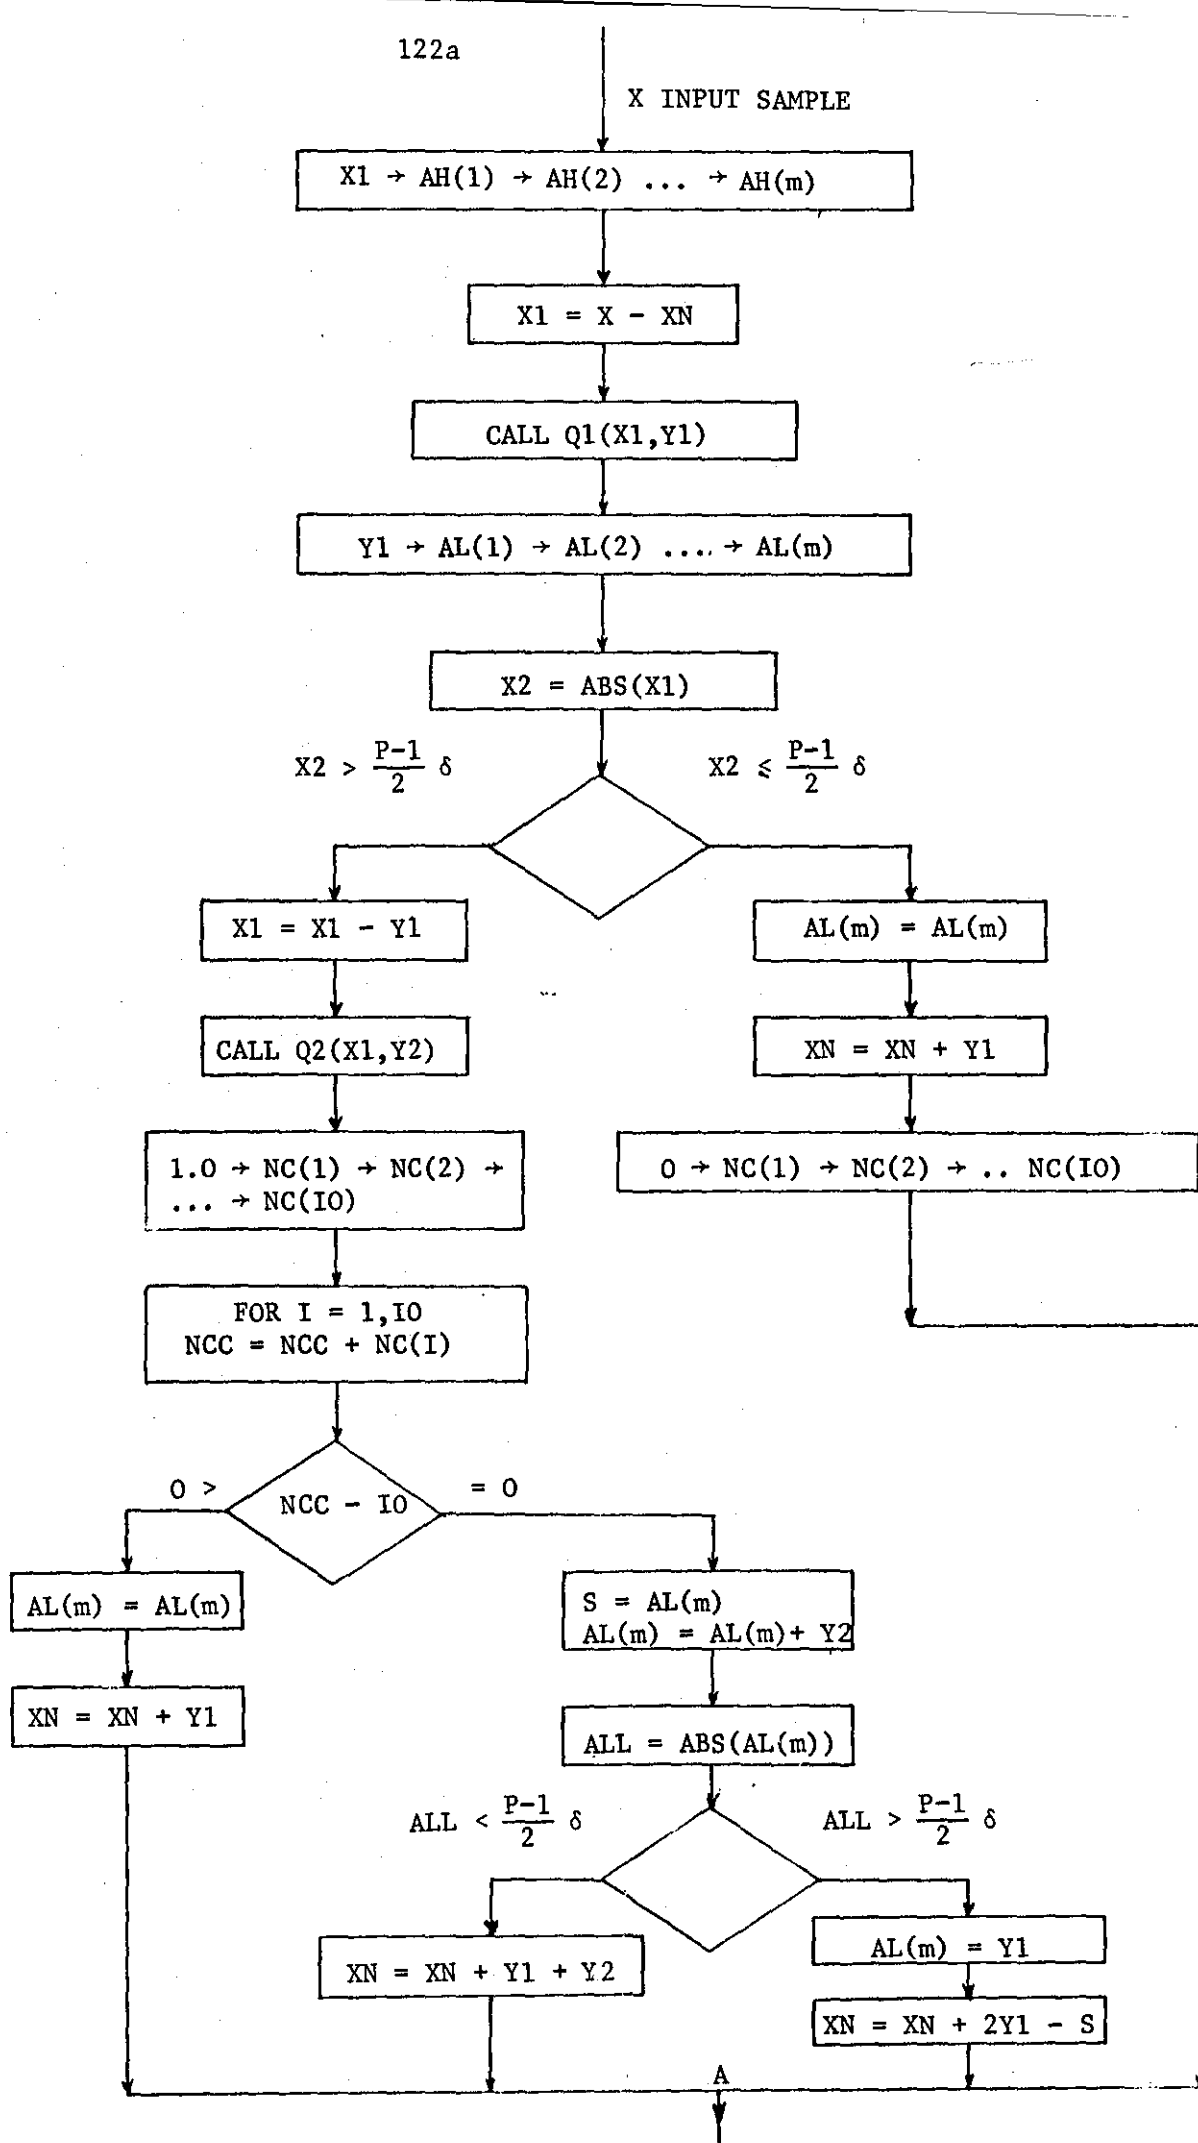 122a
X INPUT SAMPLE
X1 → AH(1) → AH(2) ... → AH(m)
X1 = X - XN
CALL Q1(X1,Y1)
Y1 → AL(1) → AL(2) .... → AL(m)
X2 = ABS(X1)
X2 > P-1/2 δ
X2 ⩽ P-1/2 δ
X1 = X1 - Y1
AL(m) = AL(m)
CALL Q2(X1,Y2)
XN = XN + Y1
1.0 → NC(1) → NC(2) →
... → NC(IO)
0 → NC(1) → NC(2) → .. NC(IO)
FOR I = 1,IO
NCC = NCC + NC(I)
0 >
NCC - IO
= 0
AL(m) = AL(m)
S = AL(m)
AL(m) = AL(m)+ Y2
XN = XN + Y1
ALL = ABS(AL(m))
ALL < P-1/2 δ
ALL > P-1/2 δ
XN = XN + Y1 + Y2
AL(m) = Y1
XN = XN + 2Y1 - S
A